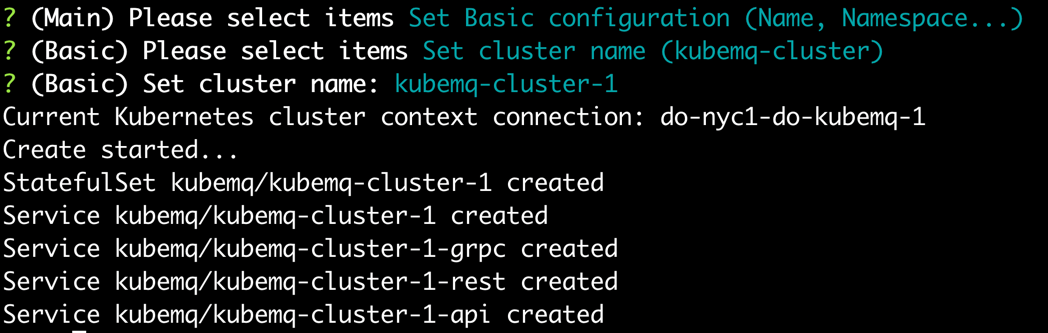 ? (Main) Please select items Set Basic configuration (Name, Namespace...)
? (Basic) Please select items Set cluster name (kubemq-cluster)
? (Basic) Set cluster name: kubemq-cluster-1
Current Kubernetes cluster context connection: do-nyc1-do-kubemq-1
Create started...
StatefulSet kubemq/kubemq-cluster-1 created
Service kubemq/kubemq-cluster-1 created
Service kubemq/kubemq-cluster-1-grpc created
Service kubemq/kubemq-cluster-1-rest created
Service kubemq/kubemq-cluster-1-api created